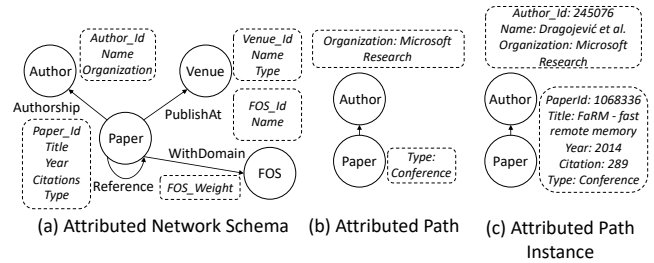 Author_Id
Name
Organization
Author
Authorship
Venue_Id
Name
Type
Venue
PublishAt
FOS_Id
Name
Paper_Id
Title
Year
Citations
Type
Paper
Reference
WithDomain
FOS_Weight
FOS
(a) Attributed Network Schema
Organization: Microsoft
Research
Author
Paper
Type:
Conference
(b) Attributed Path
Author_Id: 245076
Name: Dragojević et al.
Organization: Microsoft
Research
Author
Paper
PaperId: 1068336
Title: FaRM - fast
remote memory
Year: 2014
Citation: 289
Type: Conference
(c) Attributed Path
Instance